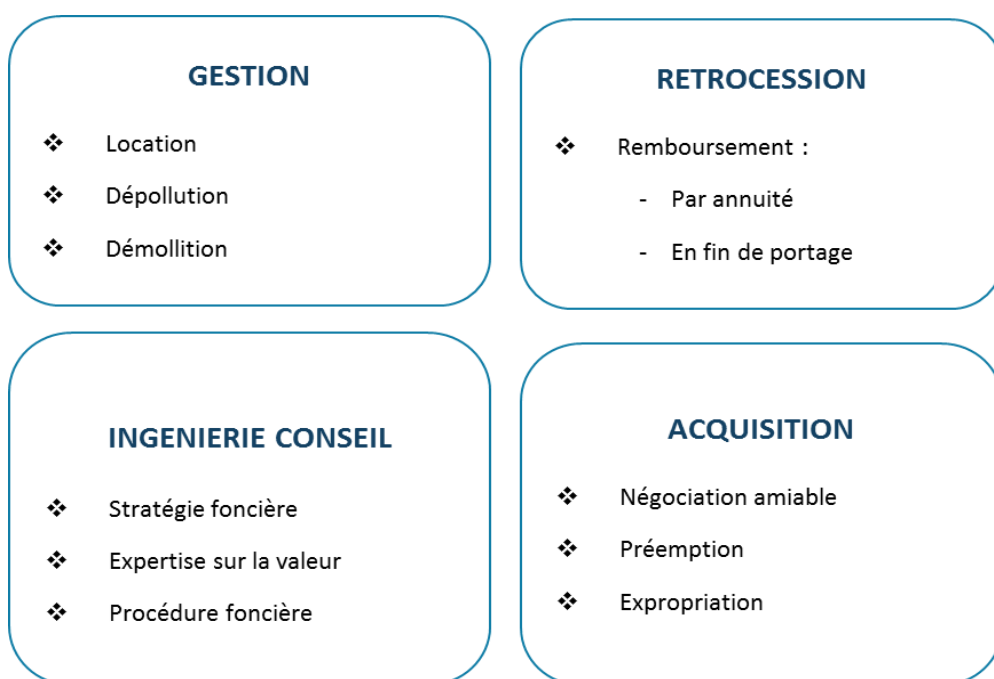 GESTION
❖ Location
❖ Dépollution
❖ Démollition
RETROCESSION
❖ Remboursement :
- Par annuité
- En fin de portage
INGENIERIE CONSEIL
❖ Stratégie foncière
❖ Expertise sur la valeur
❖ Procédure foncière
ACQUISITION
❖ Négociation amiable
❖ Préemption
❖ Expropriation